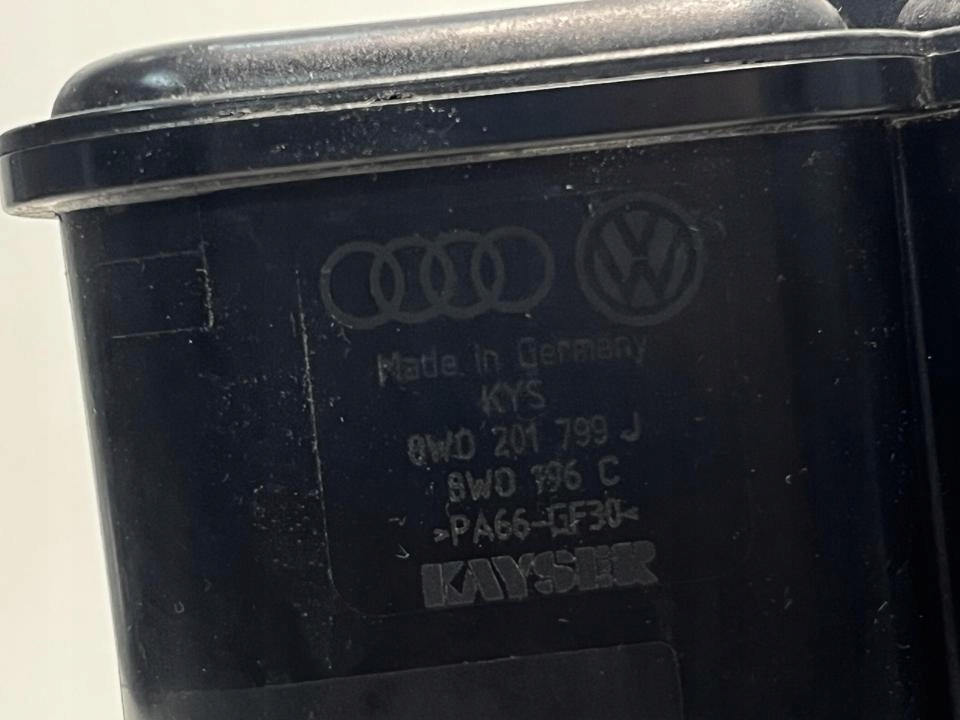 Made in Germany
KYS
8W0 201 799 J
8W0 196 C
>PA66-GF30<
KAYSER